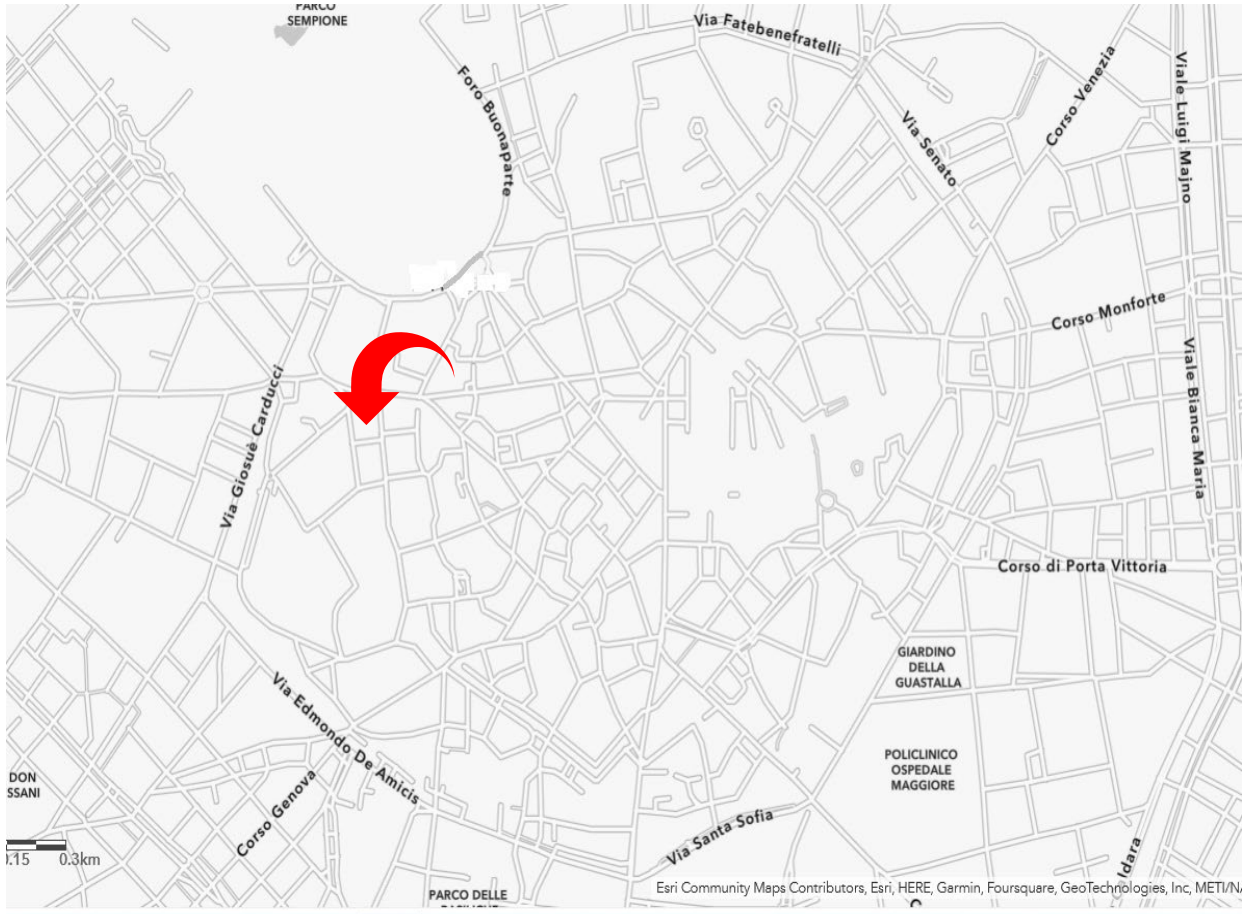 PARCO
SEMPIONE
Via Fatebenefratelli
Foro Buonaparte
Via Senato
Corso Venezia
Viale Luigi Majno
Corso Monforte
Viale Bianca Maria
Via Giosuè Carducci
Corso di Porta Vittoria
GIARDINO
DELLA
GUASTALLA
Via Edmondo De Amicis
POLICLINICO
OSPEDALE
MAGGIORE
DON
SSANI
Corso Genova
Via Santa Sofia
0.15 0.3km
ldara
PARCO DELLE
BASILICHE
Esri Community Maps Contributors, Esri, HERE, Garmin, Foursquare, GeoTechnologies, Inc, METI/NA